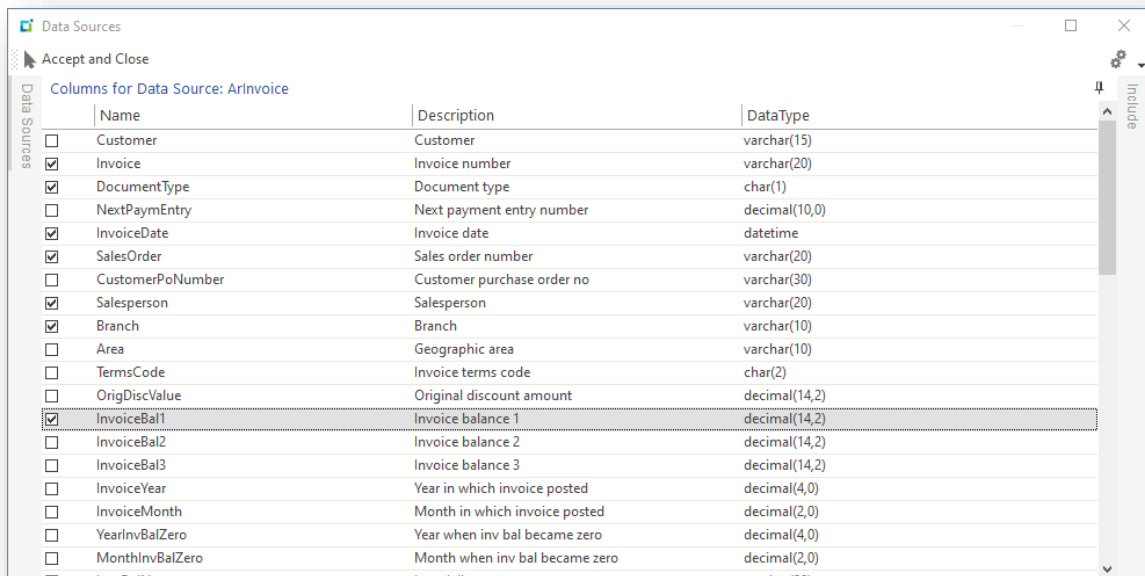 Data Sources
Accept and Close
Data Sources
Columns for Data Source: ArInvoice
Include
Name Description DataType
Customer Customer varchar(15)
Invoice Invoice number varchar(20)
DocumentType Document type char(1)
NextPaymEntry Next payment entry number decimal(10,0)
InvoiceDate Invoice date datetime
SalesOrder Sales order number varchar(20)
CustomerPoNumber Customer purchase order no varchar(30)
Salesperson Salesperson varchar(20)
Branch Branch varchar(10)
Area Geographic area varchar(10)
TermsCode Invoice terms code char(2)
OrigDiscValue Original discount amount decimal(14,2)
InvoiceBal1 Invoice balance 1 decimal(14,2)
InvoiceBal2 Invoice balance 2 decimal(14,2)
InvoiceBal3 Invoice balance 3 decimal(14,2)
InvoiceYear Year in which invoice posted decimal(4,0)
InvoiceMonth Month in which invoice posted decimal(2,0)
YearInvBalZero Year when inv bal became zero decimal(4,0)
MonthInvBalZero Month when inv bal became zero decimal(2,0)